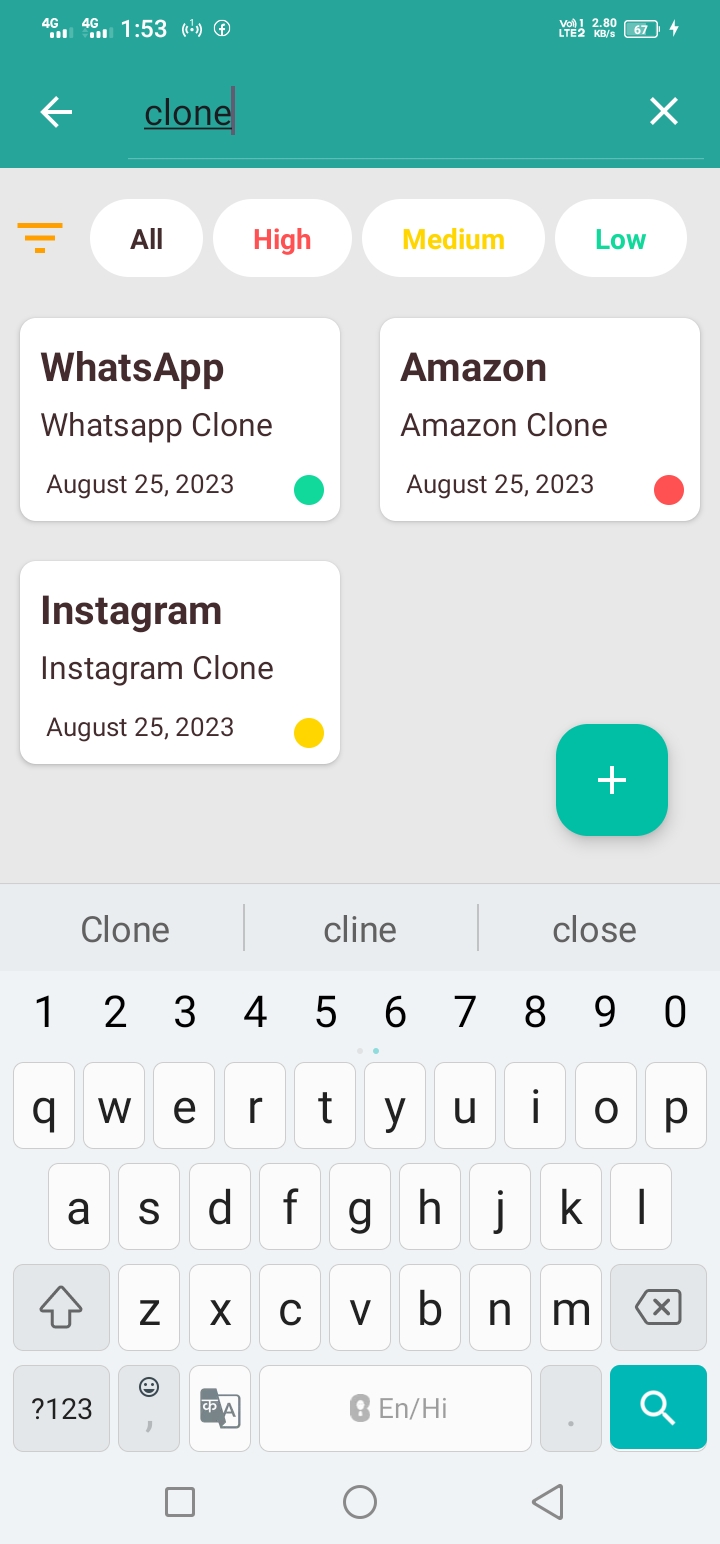 4G 4G 1:53 Vo) 1 LTE2 2.80 KB/s 67
clone
All High Medium Low
WhatsApp
Whatsapp Clone
August 25, 2023
Amazon
Amazon Clone
August 25, 2023
Instagram
Instagram Clone
August 25, 2023
+
Clone cline close
1 2 3 4 5 6 7 8 9 0
q w e r t y u i o p
a s d f g h j k l
z x c v b n m
?123 , क A En/Hi .